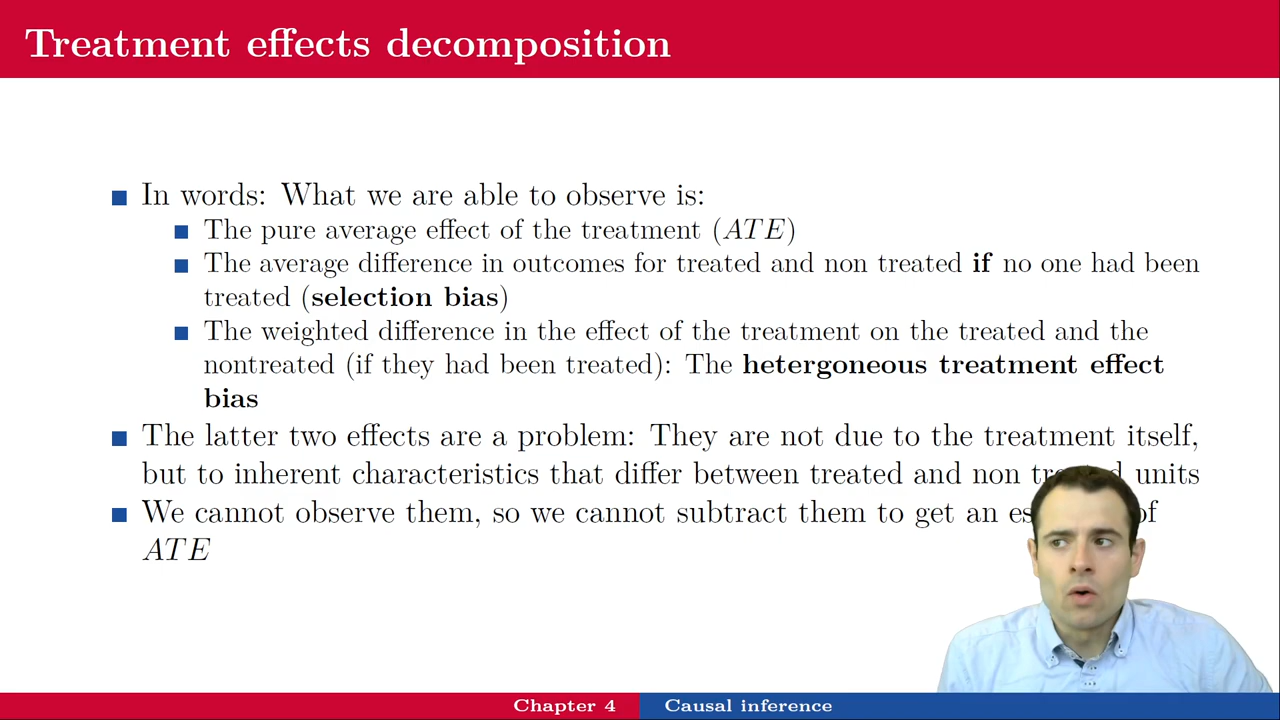 Treatment effects decomposition
In words: What we are able to observe is:
The pure average effect of the treatment (ATE)
The average difference in outcomes for treated and non treated if no one had been
treated (selection bias)
The weighted difference in the effect of the treatment on the treated and the
nontreated (if they had been treated): The hetergoneous treatment effect
bias
The latter two effects are a problem: They are not due to the treatment itself,
but to inherent characteristics that differ between treated and non units
We cannot observe them, so we cannot subtract them to get an of
ATE
Chapter 4 Causal inference